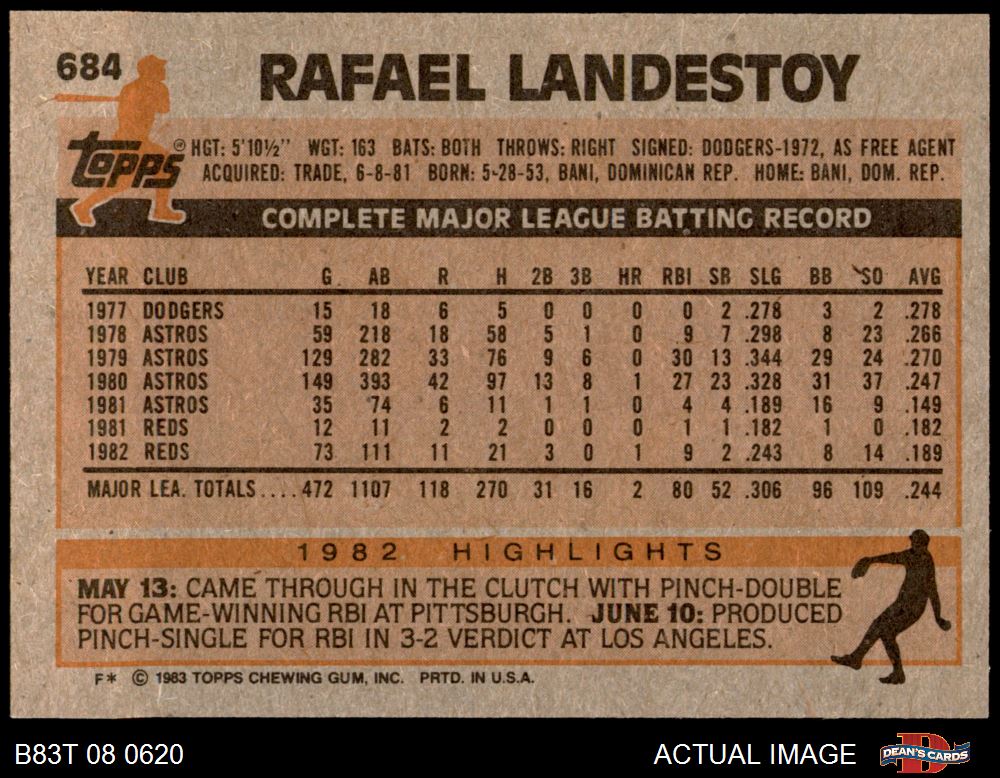 684 RAFAEL LANDESTOY
topps ® HGT: 5'10½" WGT: 163 BATS: BOTH THROWS: RIGHT SIGNED: DODGERS-1972, AS FREE AGENT
ACQUIRED: TRADE, 6-8-81 BORN: 5-28-53, BANI, DOMINICAN REP. HOME: BANI, DOM. REP.
COMPLETE MAJOR LEAGUE BATTING RECORD
YEAR CLUB G AB R H 2B 3B HR RBI SB SLG BB SO AVG
1977 DODGERS 15 18 6 5 0 0 0 0 2 .278 3 2 .278
1978 ASTROS 59 218 18 58 5 1 0 9 7 .298 8 23 .266
1979 ASTROS 129 282 33 76 9 6 0 30 13 .344 29 24 .270
1980 ASTROS 149 393 42 97 13 8 1 27 23 .328 31 37 .247
1981 ASTROS 35 74 6 11 1 1 0 4 4 .189 16 9 .149
1981 REDS 12 11 2 2 0 0 0 1 1 .182 1 0 .182
1982 REDS 73 111 11 21 3 0 1 9 2 .243 8 14 .189
MAJOR LEA. TOTALS....472 1107 118 270 31 16 2 80 52 .306 96 109 .244
1982 HIGHLIGHTS
MAY 13: CAME THROUGH IN THE CLUTCH WITH PINCH-DOUBLE
FOR GAME-WINNING RBI AT PITTSBURGH. JUNE 10: PRODUCED
PINCH-SINGLE FOR RBI IN 3-2 VERDICT AT LOS ANGELES.
F* © 1983 TOPPS CHEWING GUM, INC. PRTD. IN U.S.A.
B83T 08 0620 ACTUAL IMAGE D DEAN'S CARDS